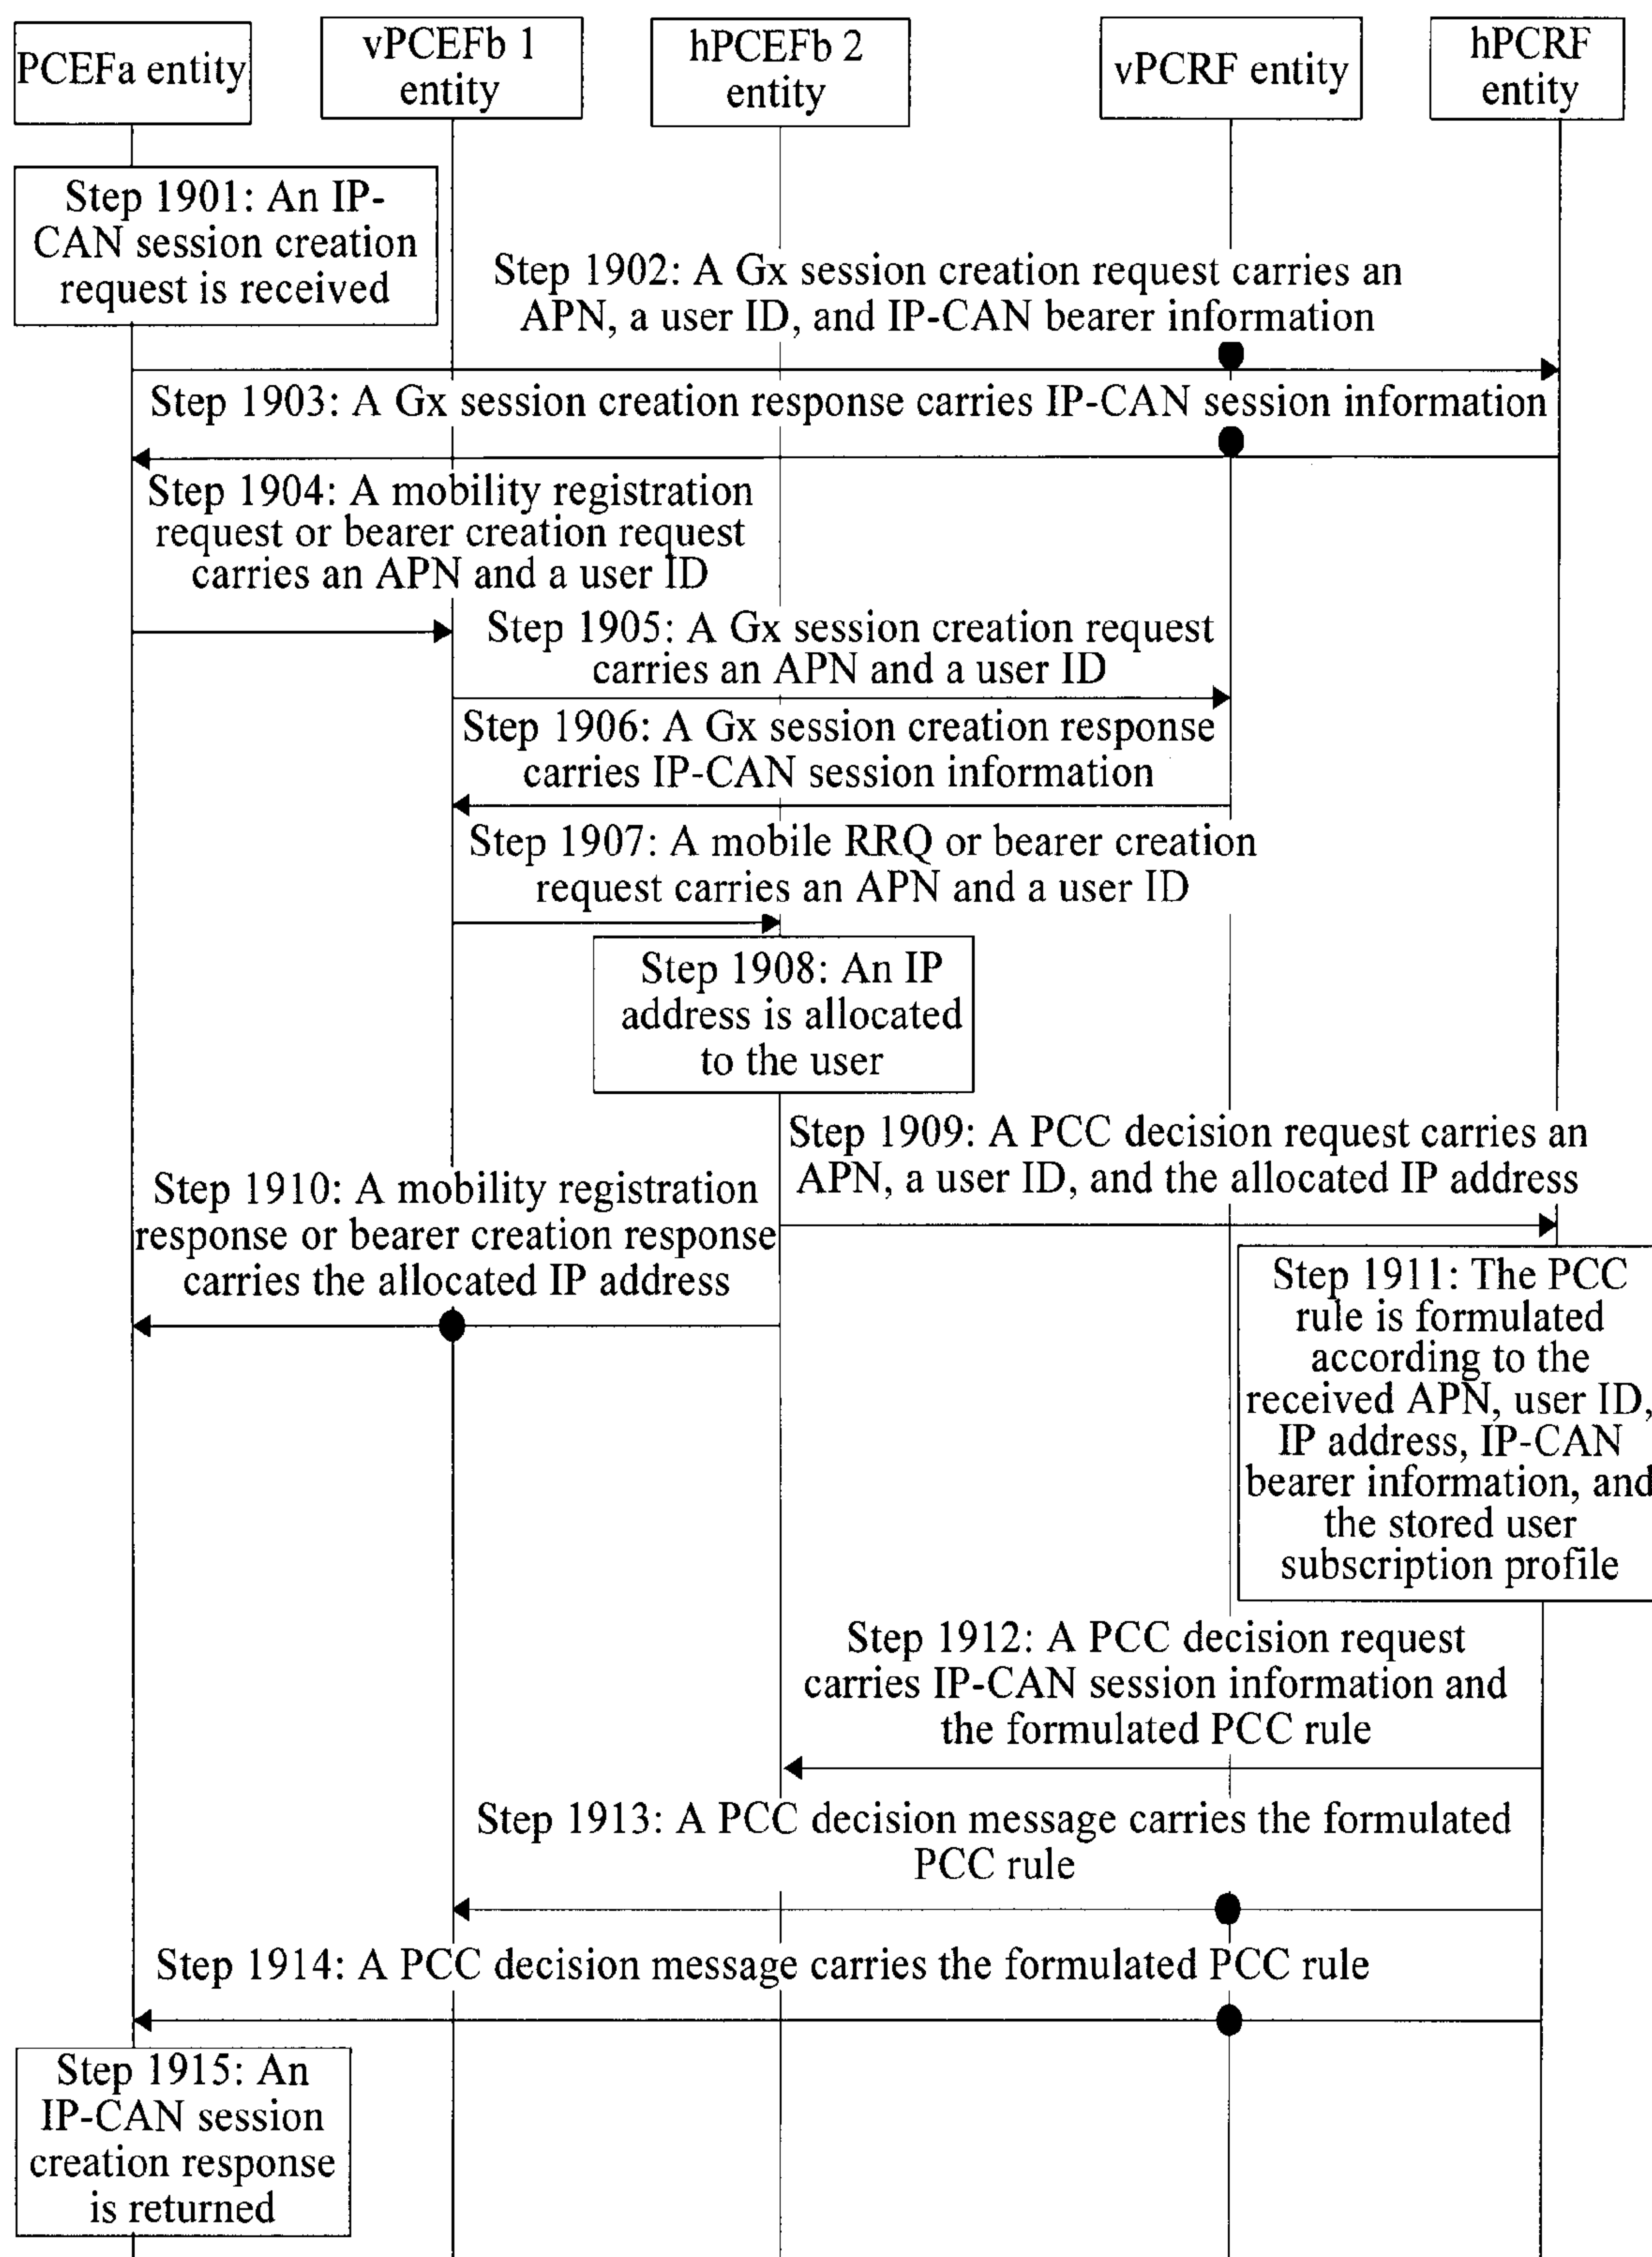 PCEFa entity
vPCEFb 1
entity
hPCEFb 2
entity
vPCRF entity
hPCRF
entity
Step 1901: An IP-
CAN session creation
request is received
Step 1902: A Gx session creation request carries an
APN, a user ID, and IP-CAN bearer information
Step 1903: A Gx session creation response carries IP-CAN session information
Step 1904: A mobility registration
request or bearer creation request
carries an APN and a user ID
Step 1905: A Gx session creation request
carries an APN and a user ID
Step 1906: A Gx session creation response
carries IP-CAN session information
Step 1907: A mobile RRQ or bearer creation
request carries an APN and a user ID
Step 1908: An IP
address is allocated
to the user
Step 1909: A PCC decision request carries an
APN, a user ID, and the allocated IP address
Step 1910: A mobility registration
response or bearer creation response
carries the allocated IP address
Step 1911: The PCC
rule is formulated
according to the
received APN, user ID,
IP address, IP-CAN
bearer information, and
the stored user
subscription profile
Step 1912: A PCC decision request
carries IP-CAN session information and
the formulated PCC rule
Step 1913: A PCC decision message carries the formulated
PCC rule
Step 1914: A PCC decision message carries the formulated PCC rule
Step 1915: An
IP-CAN session
creation response
is returned